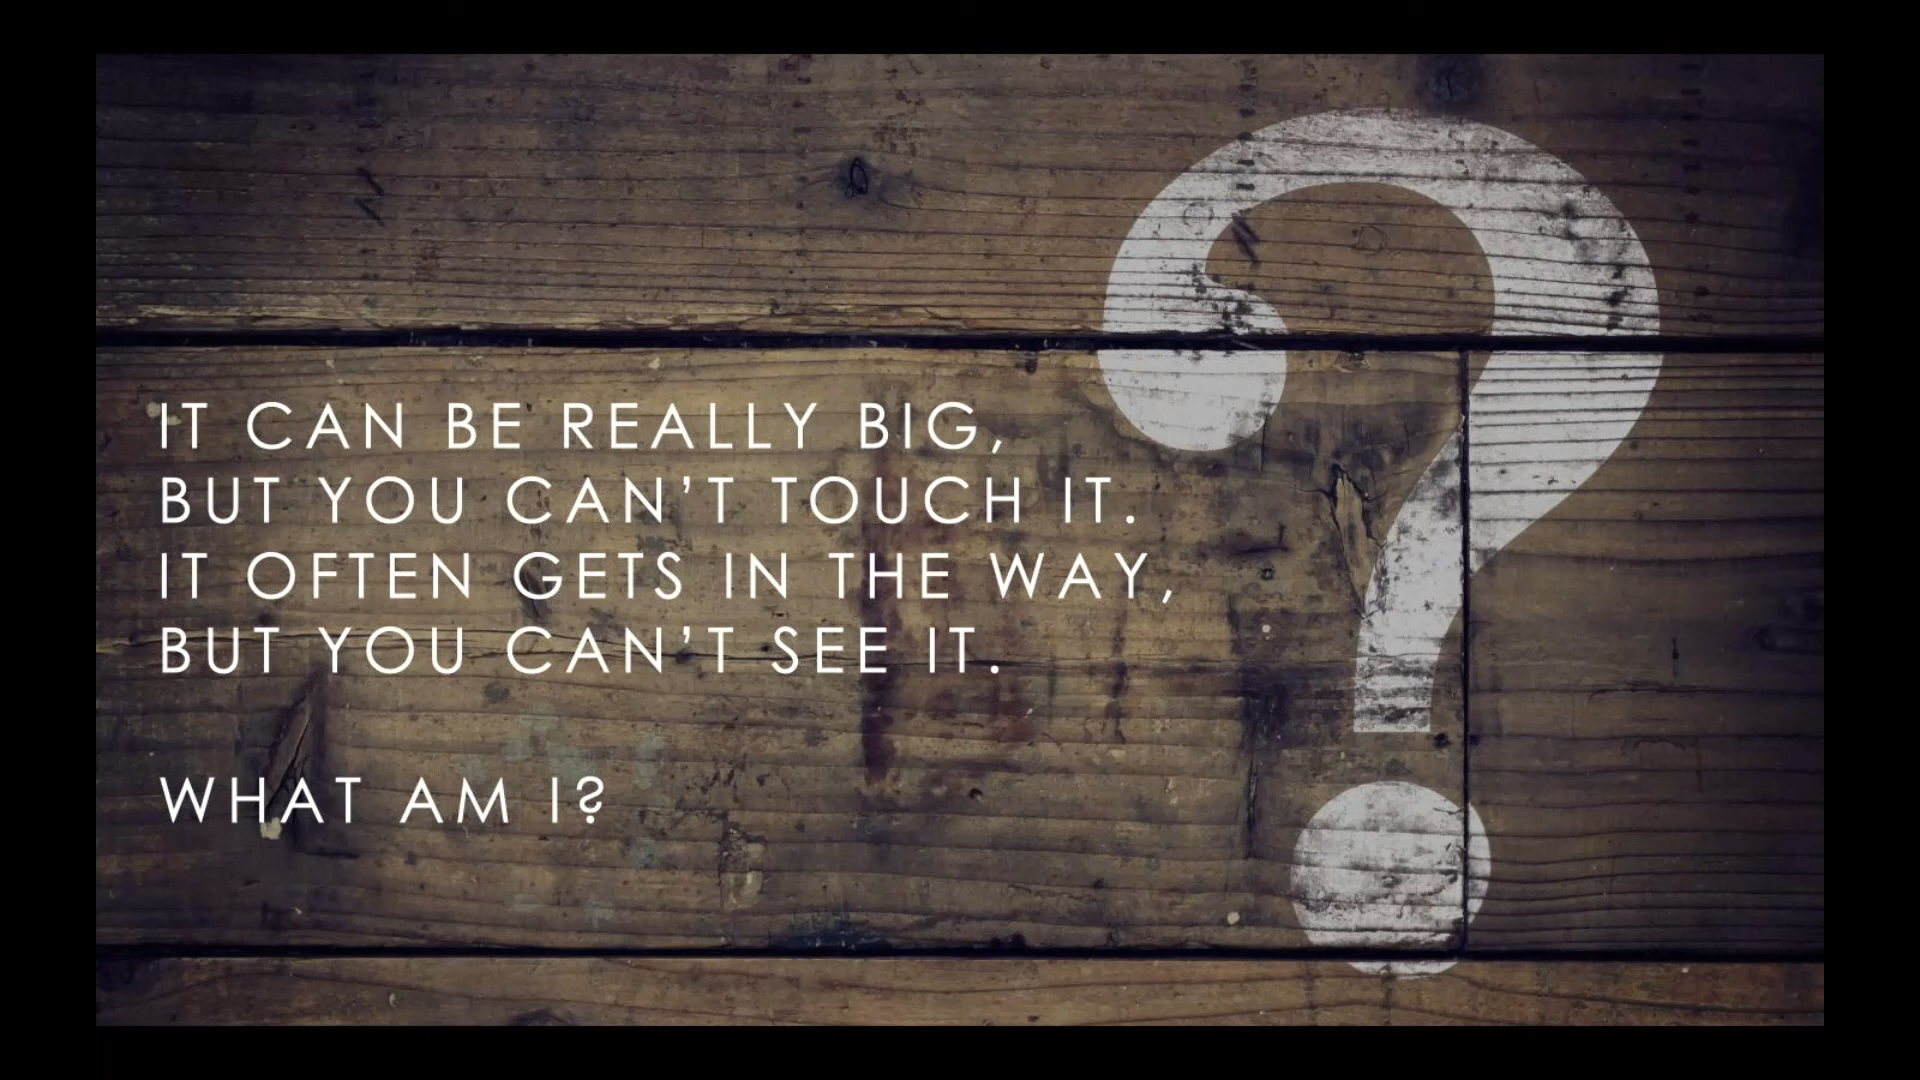 IT CAN BE REALLY BIG,
BUT YOU CAN’T TOUCH IT.
IT OFTEN GETS IN THE WAY,
BUT YOU CAN’T SEE IT.
WHAT AM I?
?